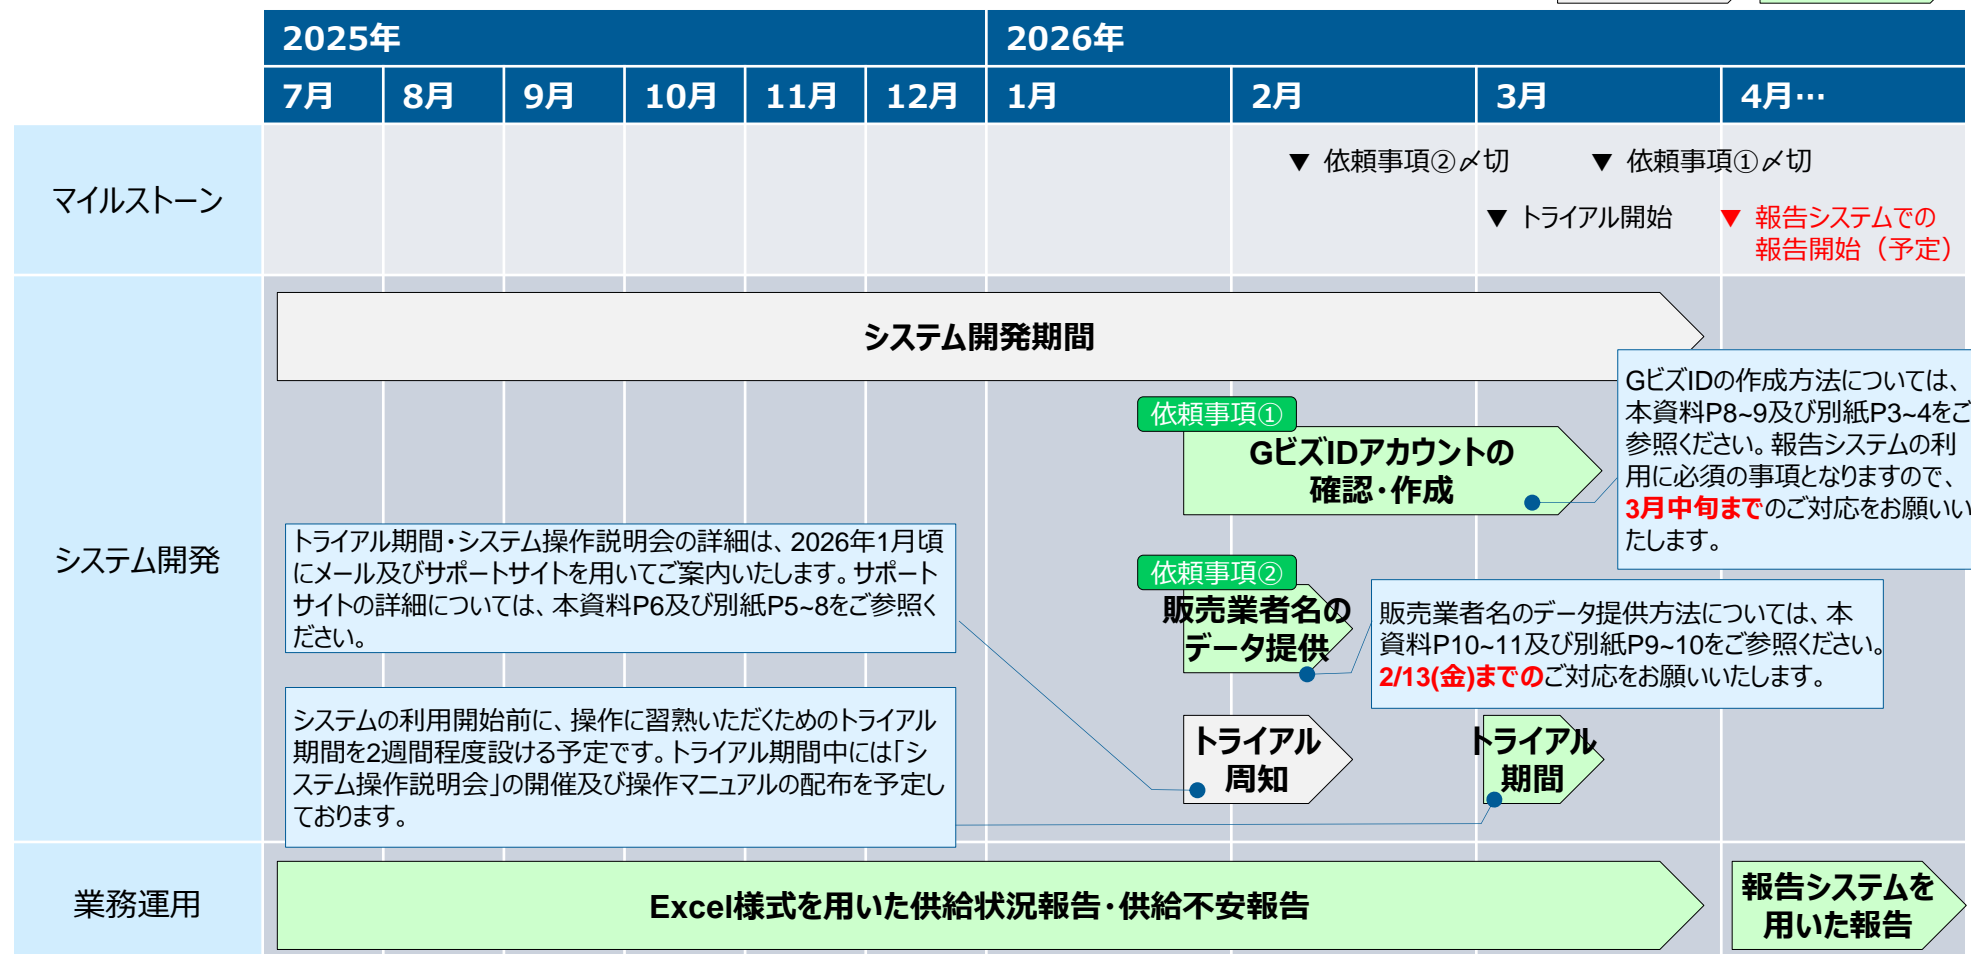 2025年
2026年
7月
8月
9月
10月
11月
12月
1月
2月
3月
4月…
マイルストーン
▼ 依頼事項②〆切
▼ 依頼事項①〆切
▼ トライアル開始
▼ 報告システムでの
報告開始（予定）
システム開発
システム開発期間
依頼事項①
GビズIDアカウントの
確認・作成
GビズIDの作成方法については、
本資料P8~9及び別紙P3~4をご
参照ください。報告システムの利
用に必須の事項となりますので、
3月中旬までのご対応をお願いい
たします。
トライアル期間・システム操作説明会の詳細は、2026年1月頃
にメール及びサポートサイトを用いてご案内いたします。サポート
サイトの詳細については、本資料P6及び別紙P5~8をご参照く
ださい。
依頼事項②
販売業者名の
データ提供
販売業者名のデータ提供方法については、本
資料P10~11及び別紙P9~10をご参照ください。
2/13(金)までのご対応をお願いいたします。
システムの利用開始前に、操作に習熟いただくためのトライアル
期間を2週間程度設ける予定です。トライアル期間中には「シ
ステム操作説明会」の開催及び操作マニュアルの配布を予定し
ております。
トライアル
周知
トライアル
期間
業務運用
Excel様式を用いた供給状況報告・供給不安報告
報告システムを
用いた報告